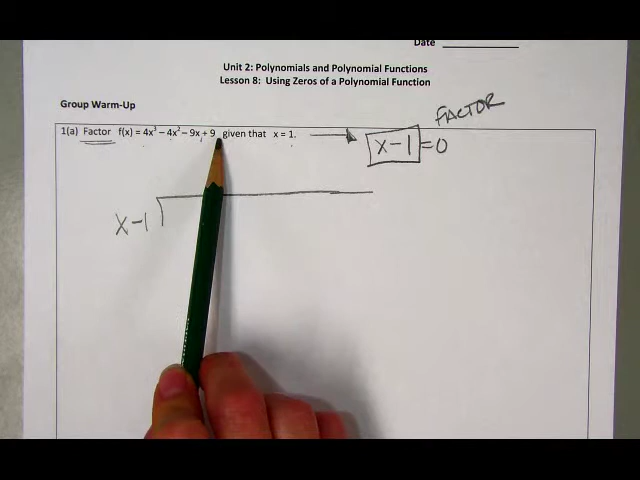 Date
Unit 2: Polynomials and Polynomial Functions
Lesson 8: Using Zeros of a Polynomial Function
Group Warm-Up
FACTOR
1(a) Factor f(x) = 4x³ – 4x² – 9x + 9 given that x = 1.
x-1 = 0
x-1